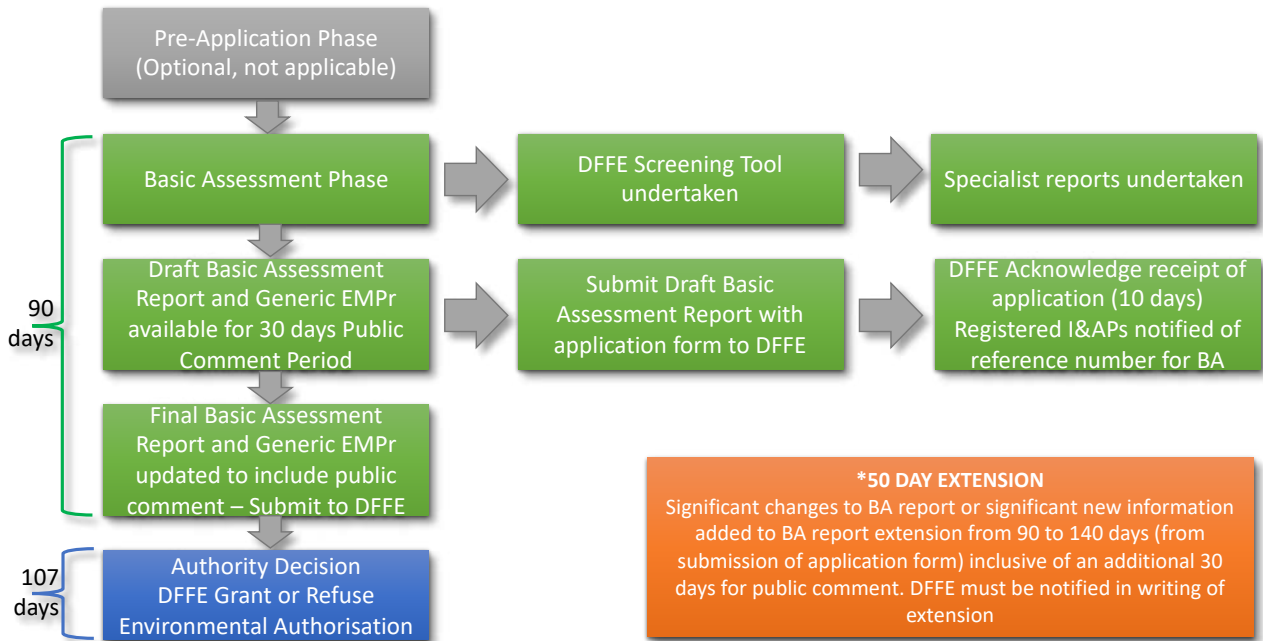 Pre-Application Phase
(Optional, not applicable)
Basic Assessment Phase
DFFE Screening Tool
undertaken
Specialist reports undertaken
90
days
Draft Basic Assessment
Report and Generic EMPr
available for 30 days Public
Comment Period
Submit Draft Basic
Assessment Report with
application form to DFFE
DFFE Acknowledge receipt of
application (10 days)
Registered I&APs notified of
reference number for BA
Final Basic Assessment
Report and Generic EMPr
updated to include public
comment – Submit to DFFE
*50 DAY EXTENSION
Significant changes to BA report or significant new information
added to BA report extension from 90 to 140 days (from
submission of application form) inclusive of an additional 30
days for public comment. DFFE must be notified in writing of
extension
107
days
Authority Decision
DFFE Grant or Refuse
Environmental Authorisation